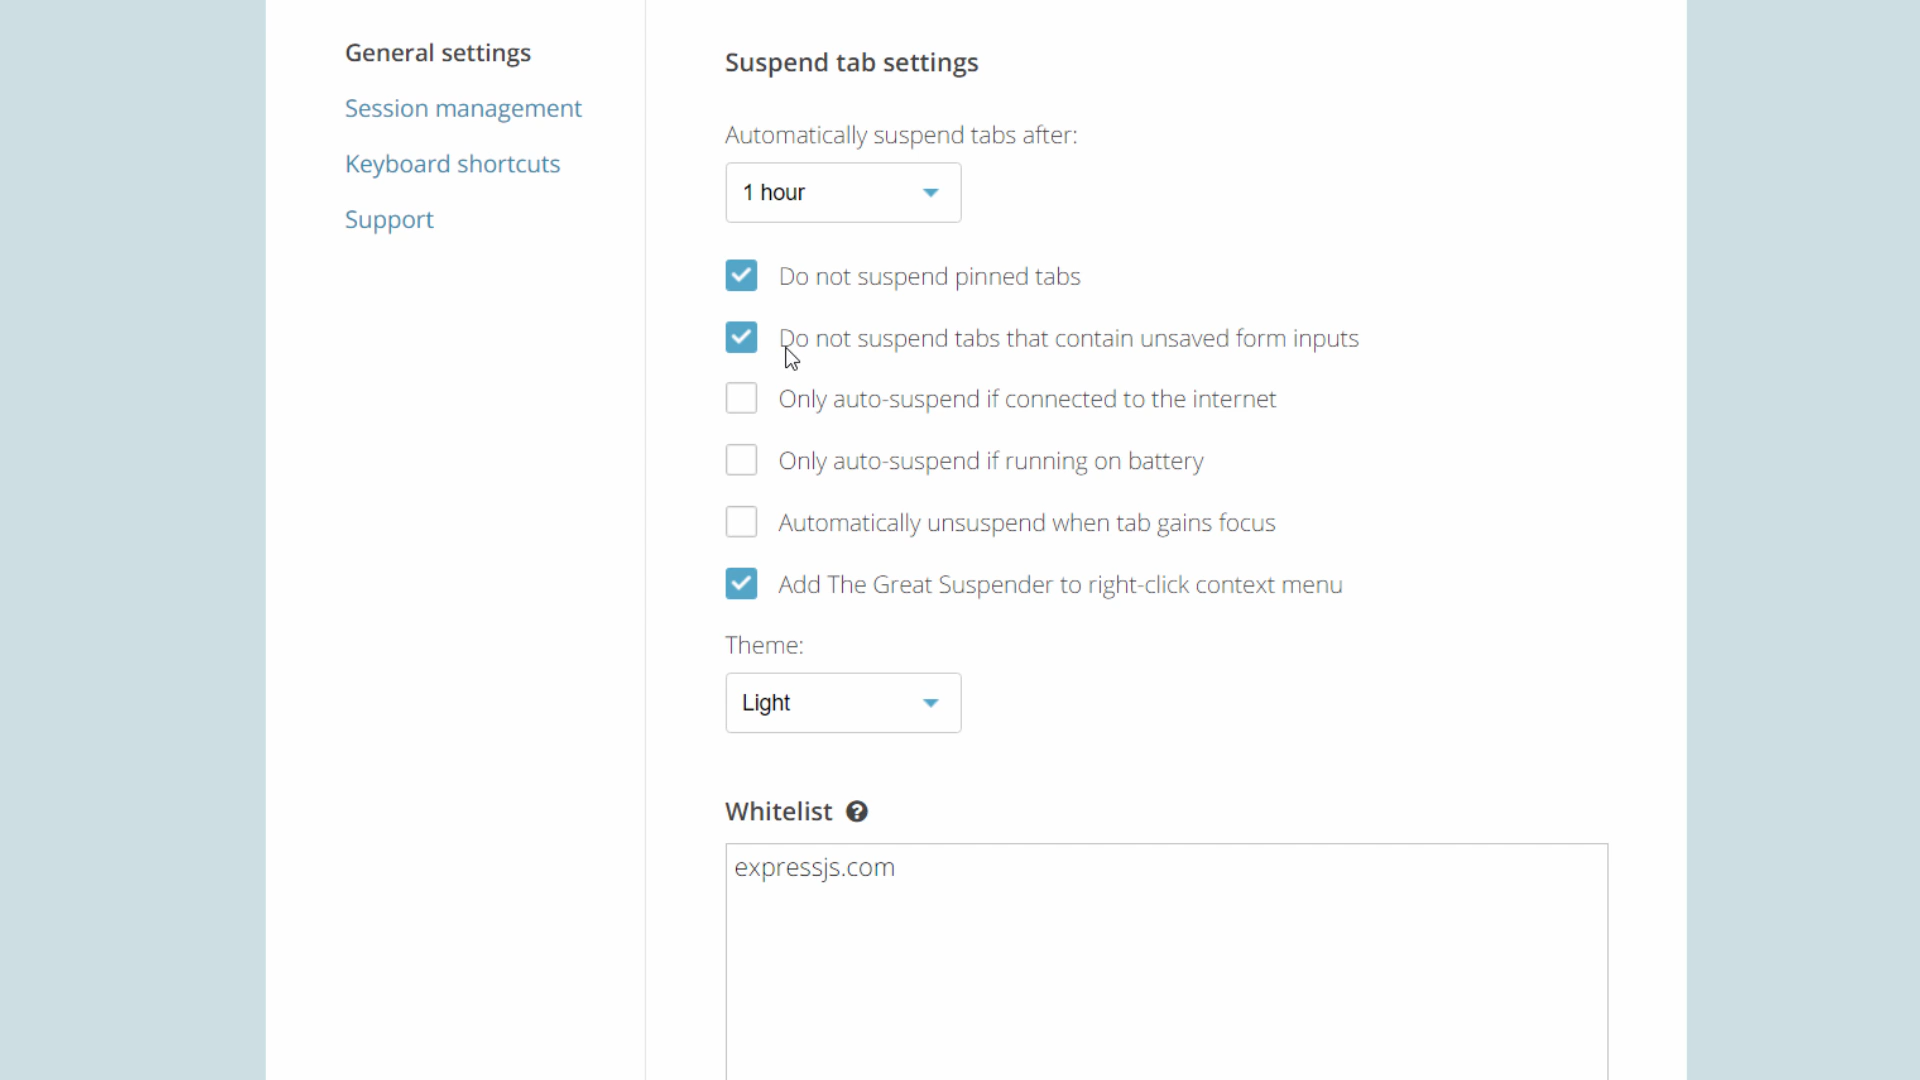 General settings
Session management
Keyboard shortcuts
Support
Suspend tab settings
Automatically suspend tabs after:
1 hour
Do not suspend pinned tabs
Do not suspend tabs that contain unsaved form inputs
Only auto-suspend if connected to the internet
Only auto-suspend if running on battery
Automatically unsuspend when tab gains focus
Add The Great Suspender to right-click context menu
Theme:
Light
Whitelist ?
expressjs.com